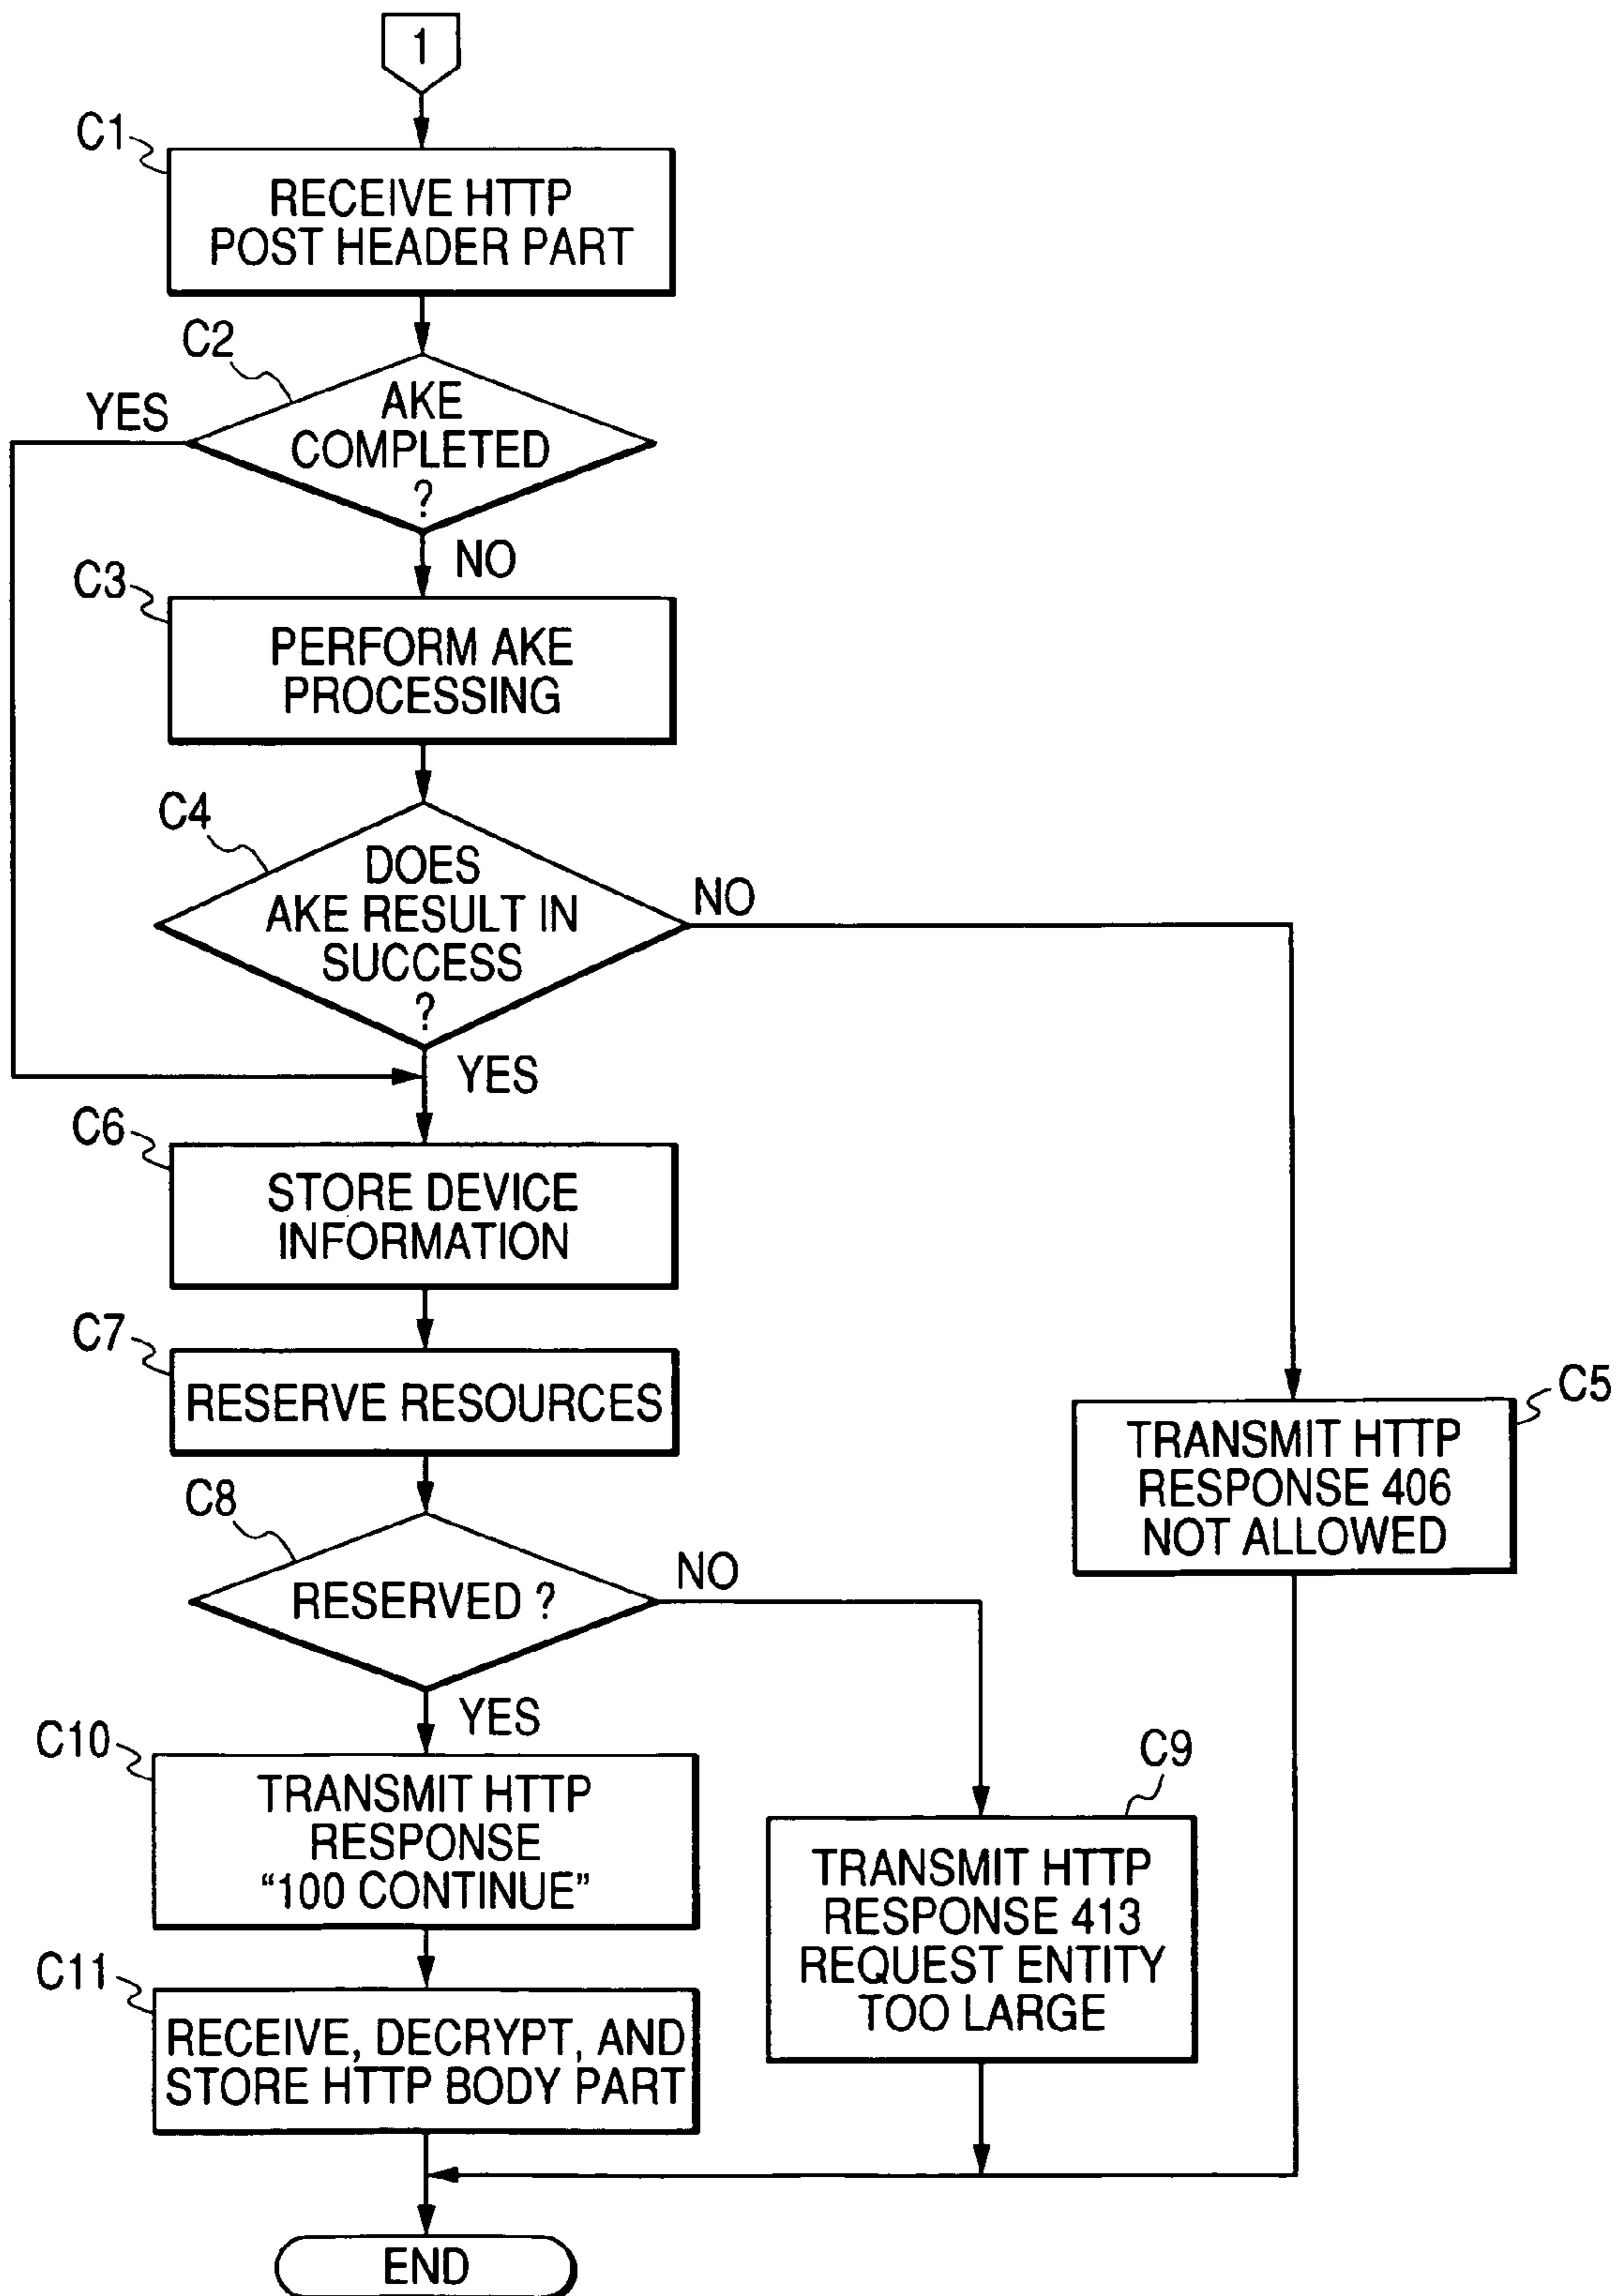 1
C1
RECEIVE HTTP
POST HEADER PART
C2
YES
AKE
COMPLETED
?
NO
C3
PERFORM AKE
PROCESSING
C4
DOES
AKE RESULT IN
SUCCESS
?
NO
YES
C6
STORE DEVICE
INFORMATION
C7
RESERVE RESOURCES
C5
TRANSMIT HTTP
RESPONSE 406
NOT ALLOWED
C8
RESERVED ?
NO
YES
C10
TRANSMIT HTTP
RESPONSE
“100 CONTINUE”
C9
TRANSMIT HTTP
RESPONSE 413
REQUEST ENTITY
TOO LARGE
C11
RECEIVE, DECRYPT, AND
STORE HTTP BODY PART
END